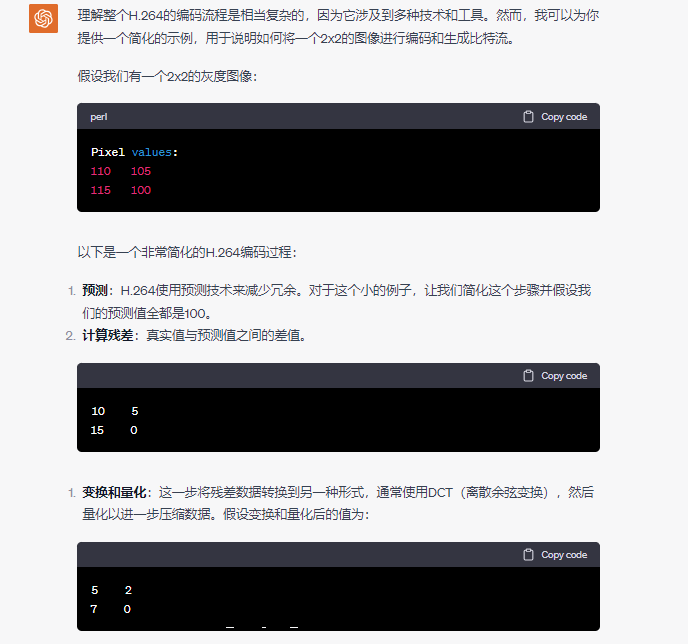 理解整个H.264的编码流程是相当复杂的，因为它涉及到多种技术和工具。然而，我可以为你
提供一个简化的示例，用于说明如何将一个2x2的图像进行编码和生成比特流。
假设我们有一个2x2的灰度图像：
perl Copy code
Pixel values:
110 105
115 100
以下是一个非常简化的H.264编码过程：
1. 预测：H.264使用预测技术来减少冗余。对于这个小的例子，让我们简化这个步骤并假设我
们的预测值全都是100。
2. 计算残差：真实值与预测值之间的差值。
Copy code
10 5
15 0
1. 变换和量化：这一步将残差数据转换到另一种形式，通常使用DCT（离散余弦变换），然后
量化以进一步压缩数据。假设变换和量化后的值为：
Copy code
5 2
7 0